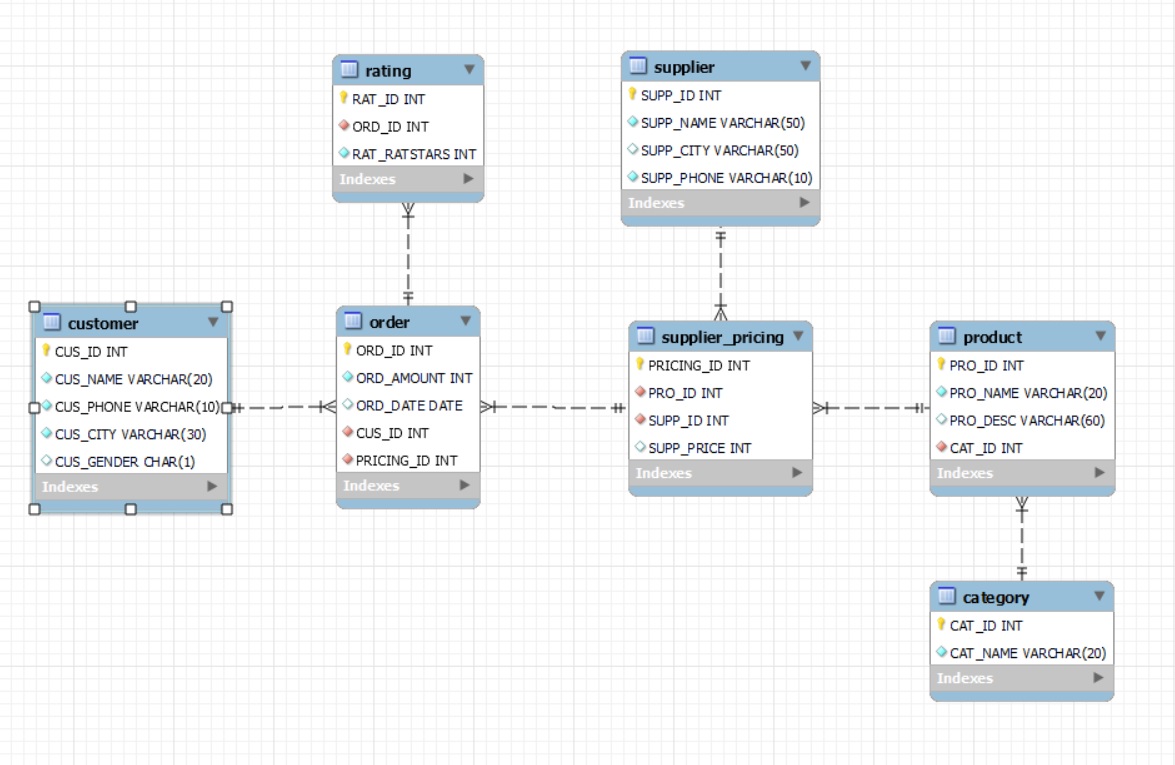 rating
RAT_ID INT
ORD_ID INT
RAT_RATSTARS INT
Indexes
supplier
SUPP_ID INT
SUPP_NAME VARCHAR(50)
SUPP_CITY VARCHAR(50)
SUPP_PHONE VARCHAR(10)
Indexes
customer
CUS_ID INT
CUS_NAME VARCHAR(20)
CUS_PHONE VARCHAR(10)
CUS_CITY VARCHAR(30)
CUS_GENDER CHAR(1)
Indexes
order
ORD_ID INT
ORD_AMOUNT INT
ORD_DATE DATE
CUS_ID INT
PRICING_ID INT
Indexes
supplier_pricing
PRICING_ID INT
PRO_ID INT
SUPP_ID INT
SUPP_PRICE INT
Indexes
product
PRO_ID INT
PRO_NAME VARCHAR(20)
PRO_DESC VARCHAR(60)
CAT_ID INT
Indexes
category
CAT_ID INT
CAT_NAME VARCHAR(20)
Indexes